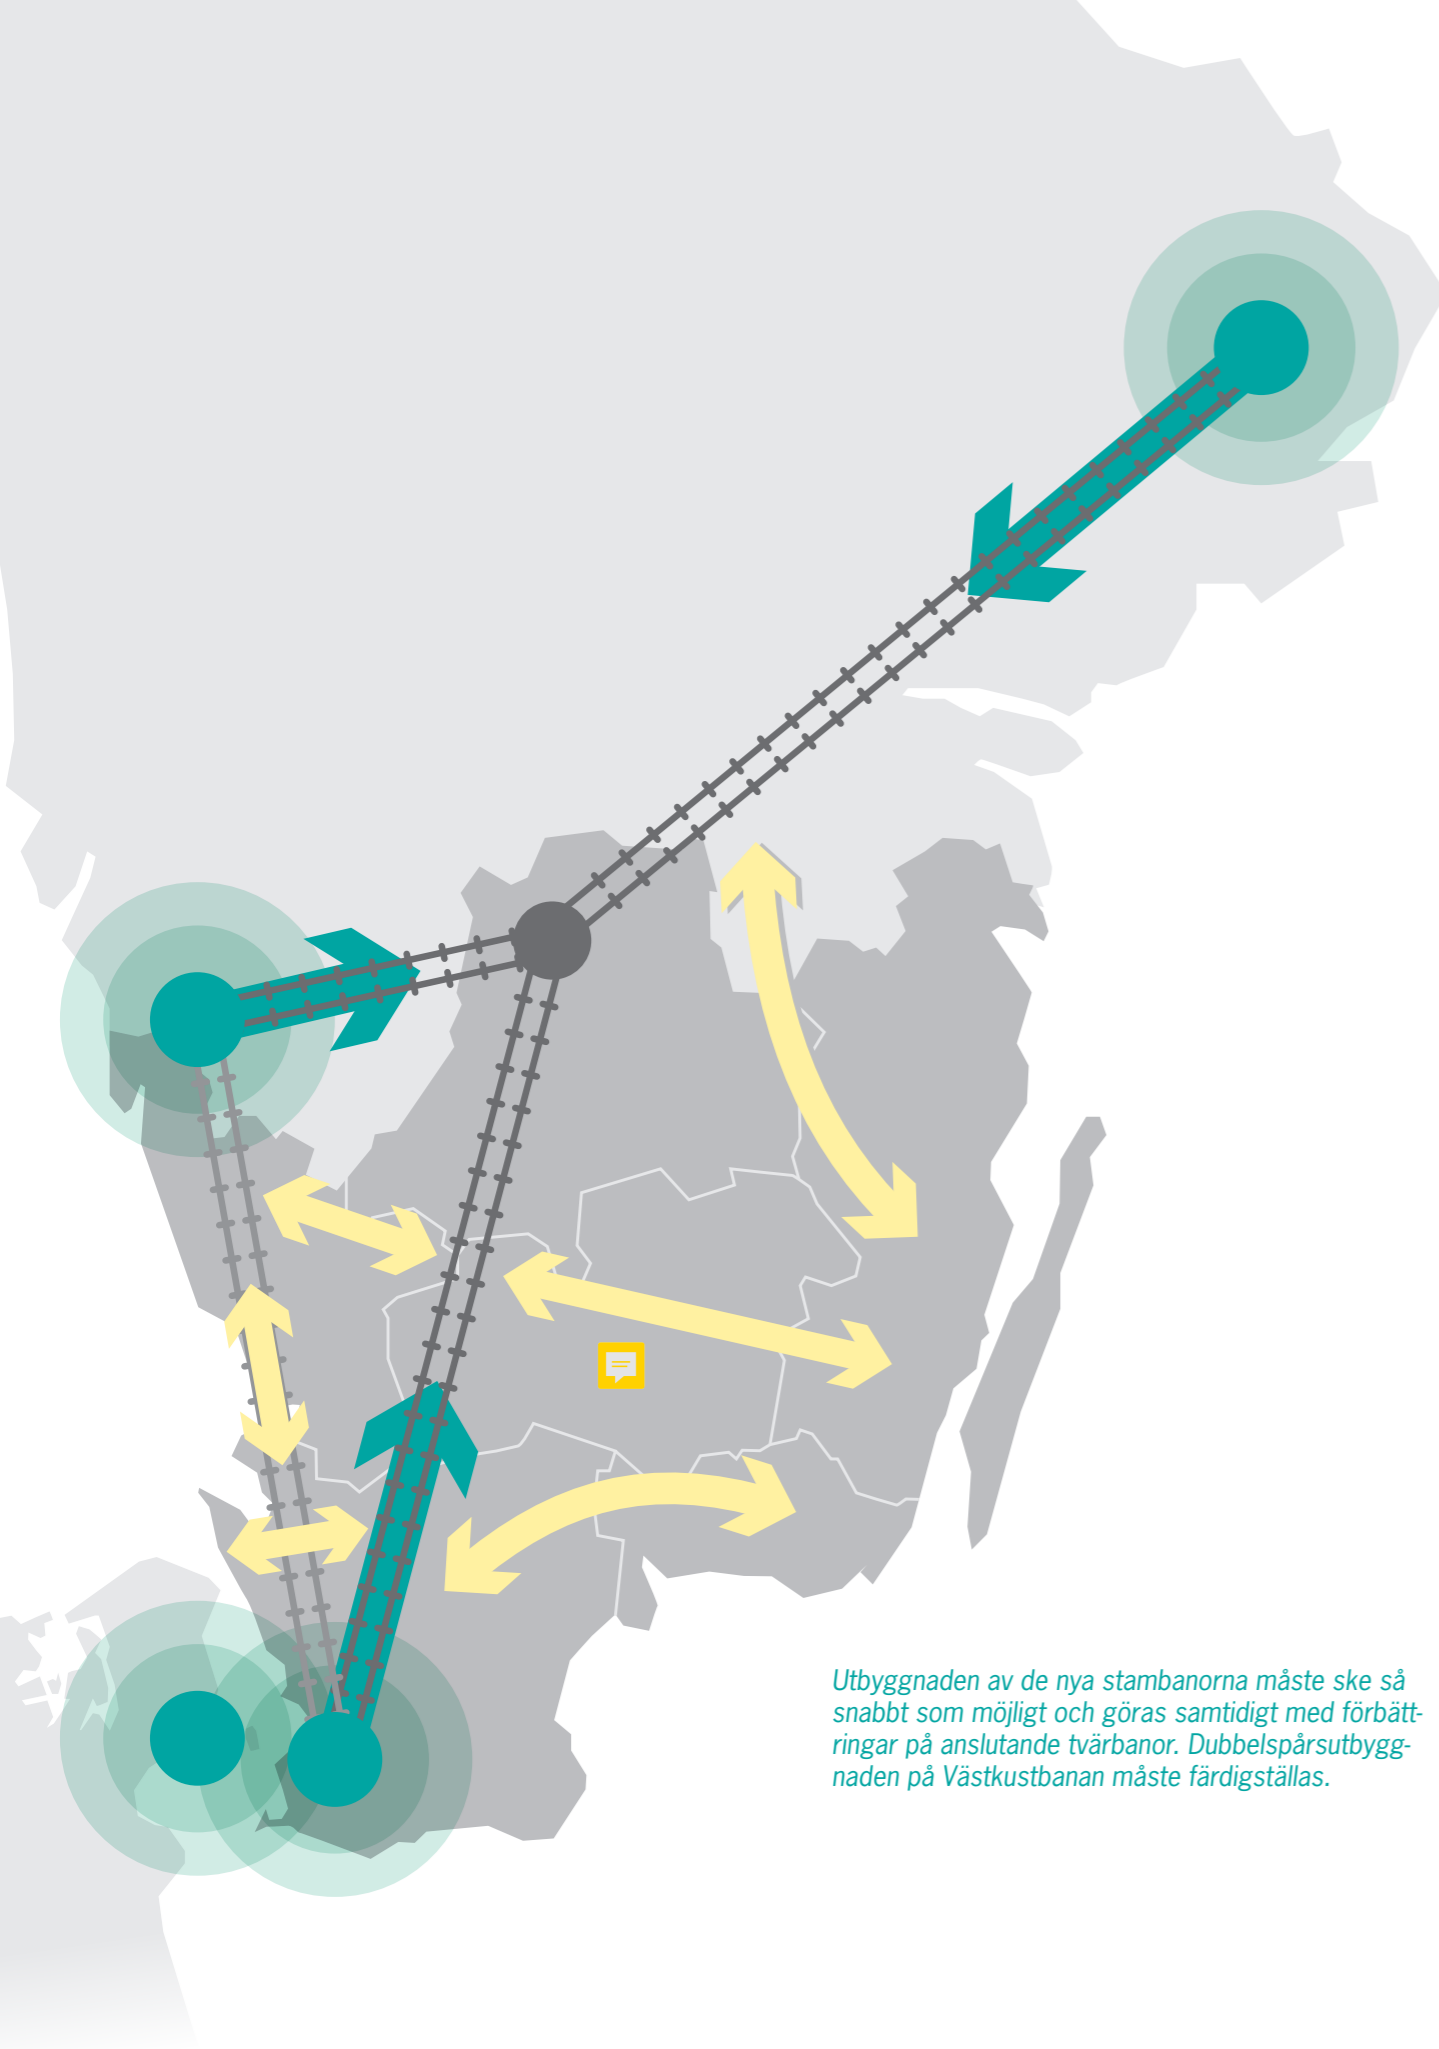 Utbyggnaden av de nya stambanorna måste ske så
snabbt som möjligt och göras samtidigt med förbätt-
ringar på anslutande tvärbanor. Dubbelspårsutbygg-
naden på Västkustbanan måste färdigställas.